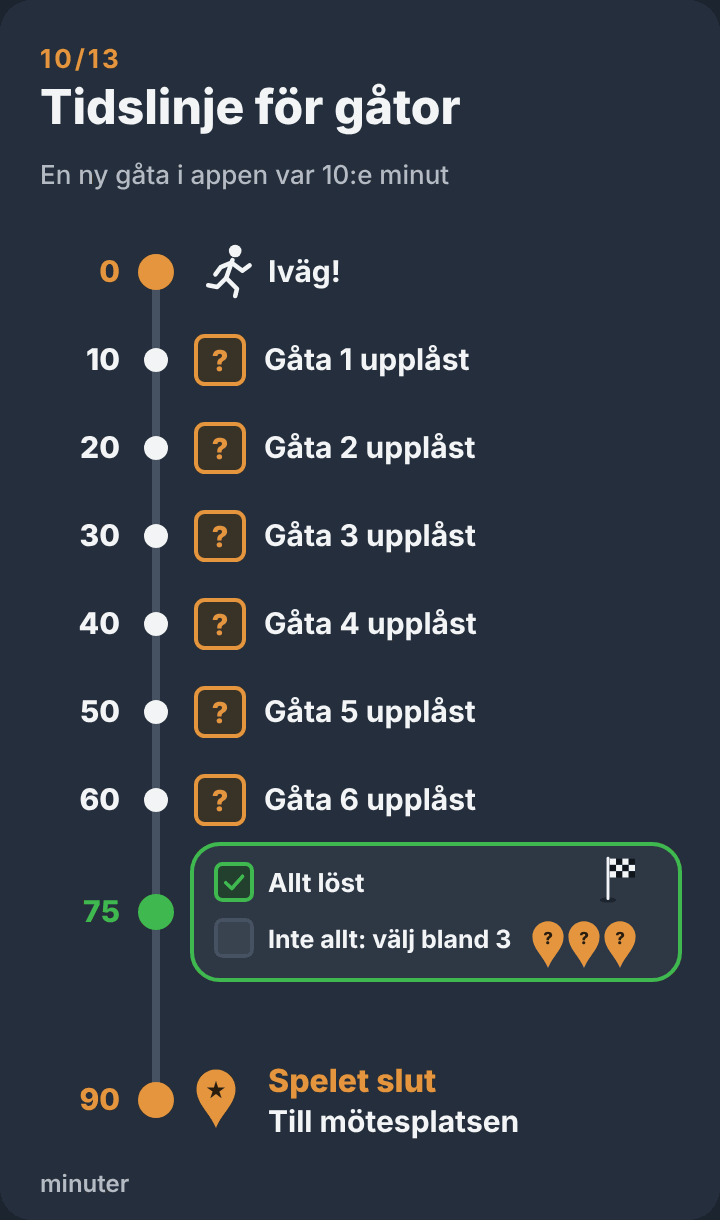 10/13
Tidslinje för gåtor
En ny gåta i appen var 10:e minut
0 Iväg!
10 ? Gåta 1 upplåst
20 ? Gåta 2 upplåst
30 ? Gåta 3 upplåst
40 ? Gåta 4 upplåst
50 ? Gåta 5 upplåst
60 ? Gåta 6 upplåst
75
Allt löst
Inte allt: välj bland 3 ? ? ?
90 Spelet slut
Till mötesplatsen
minuter